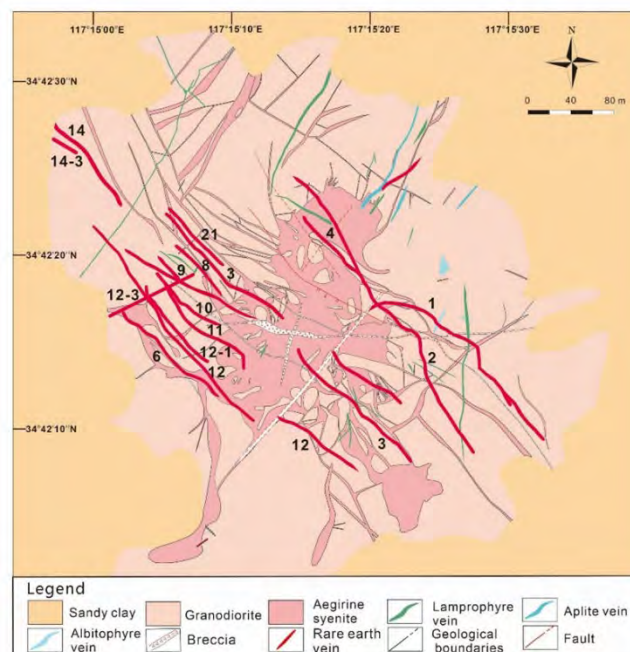 117°15'00"E
117°15'10"E
117°15'20"E
117°15'30"E
34°42'30"N
N
0 40 80 m
14
14-3
34°42'20"N
21
4
9
8
3
12-3
10
1
11
12-1
2
6
12
34°42'10"N
12
3
Legend
Sandy clay
Granodiorite
Aegirine
syenite
Lamprophyre
vein
Aplite vein
Albitophyre
vein
Breccia
Rare earth
vein
Geological
boundaries
Fault